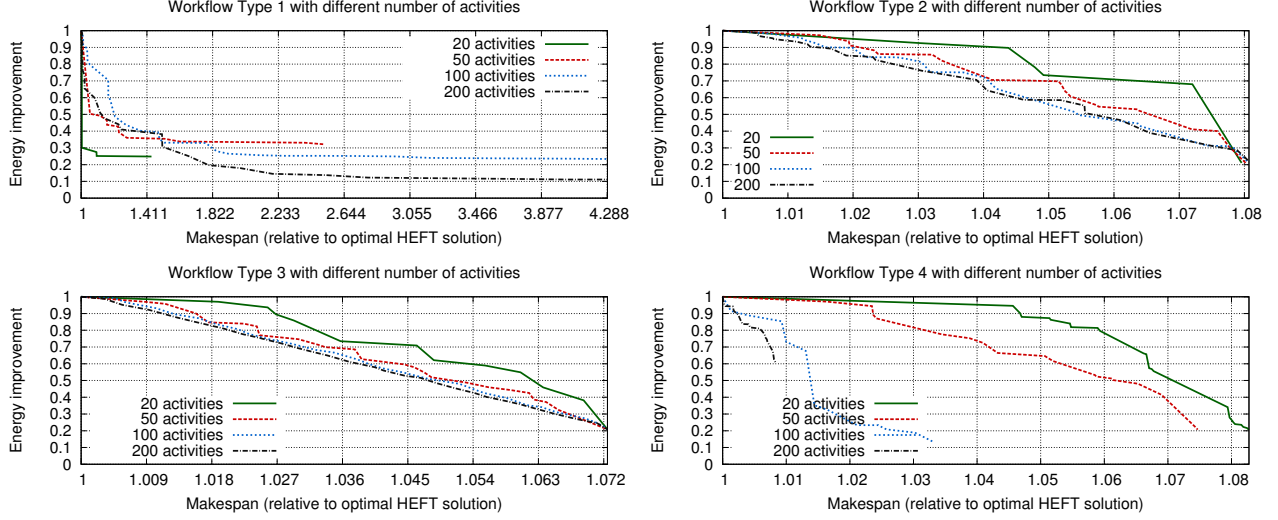 Workflow Type 1 with different number of activities
Energy improvement
1
0.9
0.8
0.7
0.6
0.5
0.4
0.3
0.2
0.1
0
20 activities
50 activities
100 activities
200 activities
1 1.411 1.822 2.233 2.644 3.055 3.466 3.877 4.288
Makespan (relative to optimal HEFT solution)
Workflow Type 2 with different number of activities
Energy improvement
1
0.9
0.8
0.7
0.6
0.5
0.4
0.3
0.2
0.1
0
20
50
100
200
1 1.01 1.02 1.03 1.04 1.05 1.06 1.07 1.08
Makespan (relative to optimal HEFT solution)
Workflow Type 3 with different number of activities
Energy improvement
1
0.9
0.8
0.7
0.6
0.5
0.4
0.3
0.2
0.1
0
20 activities
50 activities
100 activities
200 activities
1 1.009 1.018 1.027 1.036 1.045 1.054 1.063 1.072
Makespan (relative to optimal HEFT solution)
Workflow Type 4 with different number of activities
Energy improvement
1
0.9
0.8
0.7
0.6
0.5
0.4
0.3
0.2
0.1
0
20 activities
50 activities
100 activities
200 activities
1 1.01 1.02 1.03 1.04 1.05 1.06 1.07 1.08
Makespan (relative to optimal HEFT solution)